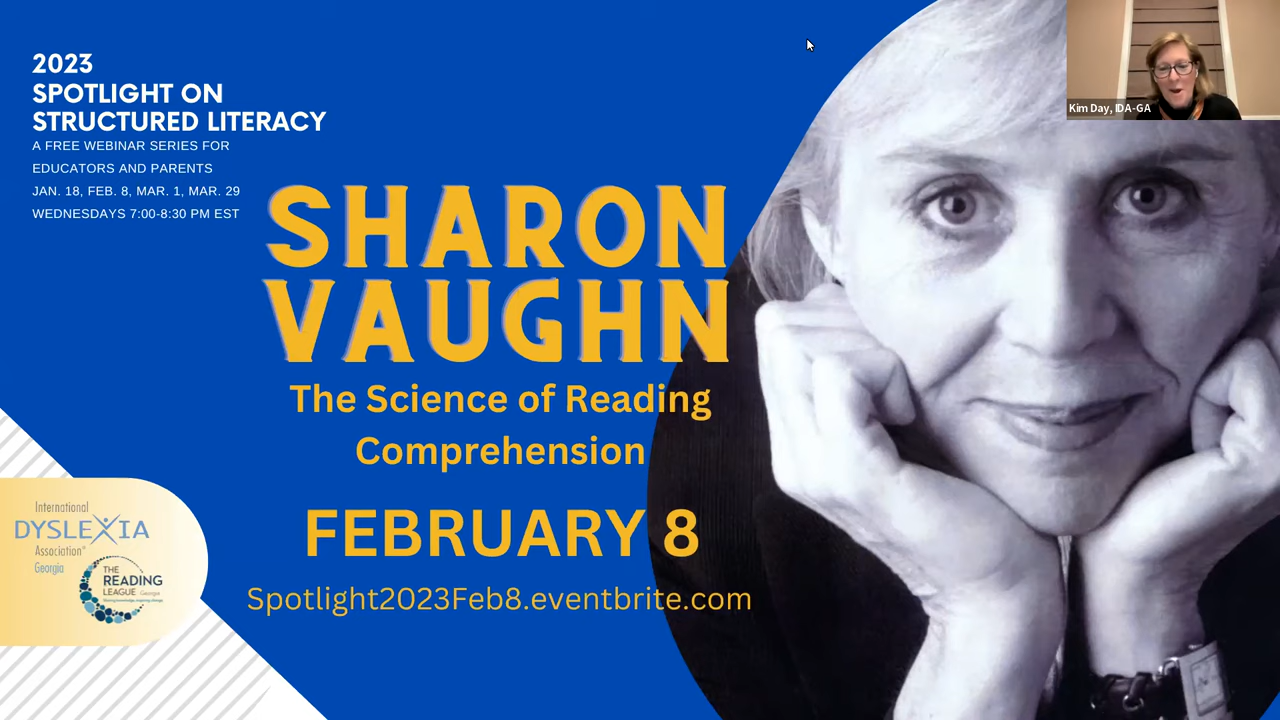 2023
SPOTLIGHT ON
STRUCTURED LITERACY
A FREE WEBINAR SERIES FOR
EDUCATORS AND PARENTS
JAN. 18, FEB. 8, MAR. 1, MAR. 29
WEDNESDAYS 7:00-8:30 PM EST
SHARON
VAUGHN
The Science of Reading
Comprehension
FEBRUARY 8
Spotlight2023Feb8.eventbrite.com
International
DYSLEXIA
Association®
Georgia
THE
READING
LEAGUE Georgia
Kim Day, IDA-GA